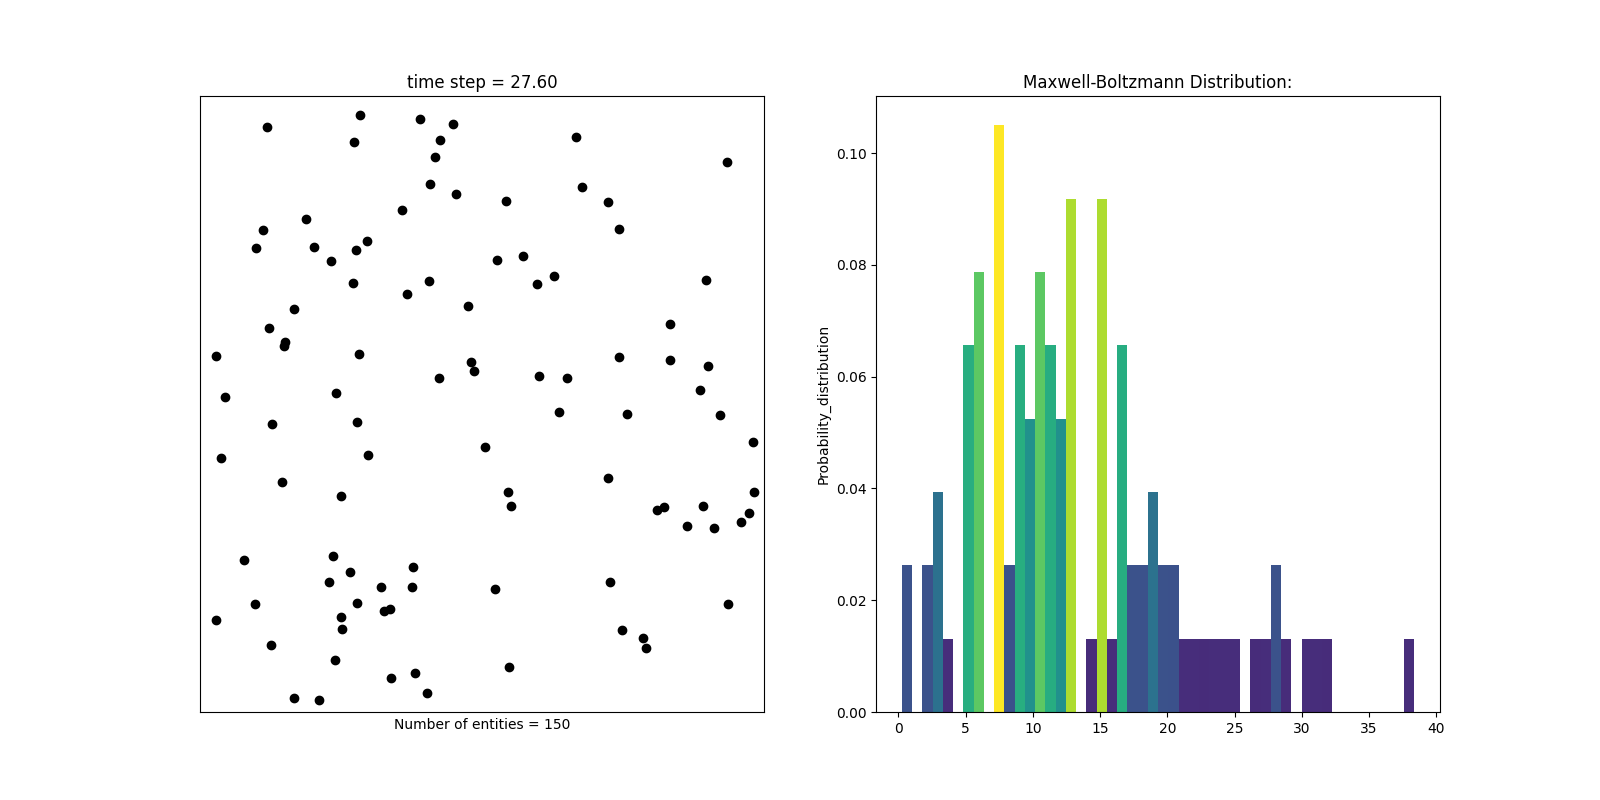 time step = 27.60
Number of entities = 150
Maxwell-Boltzmann Distribution:
Probability_distribution
0.10
0.08
0.06
0.04
0.02
0.00
0 5 10 15 20 25 30 35 40